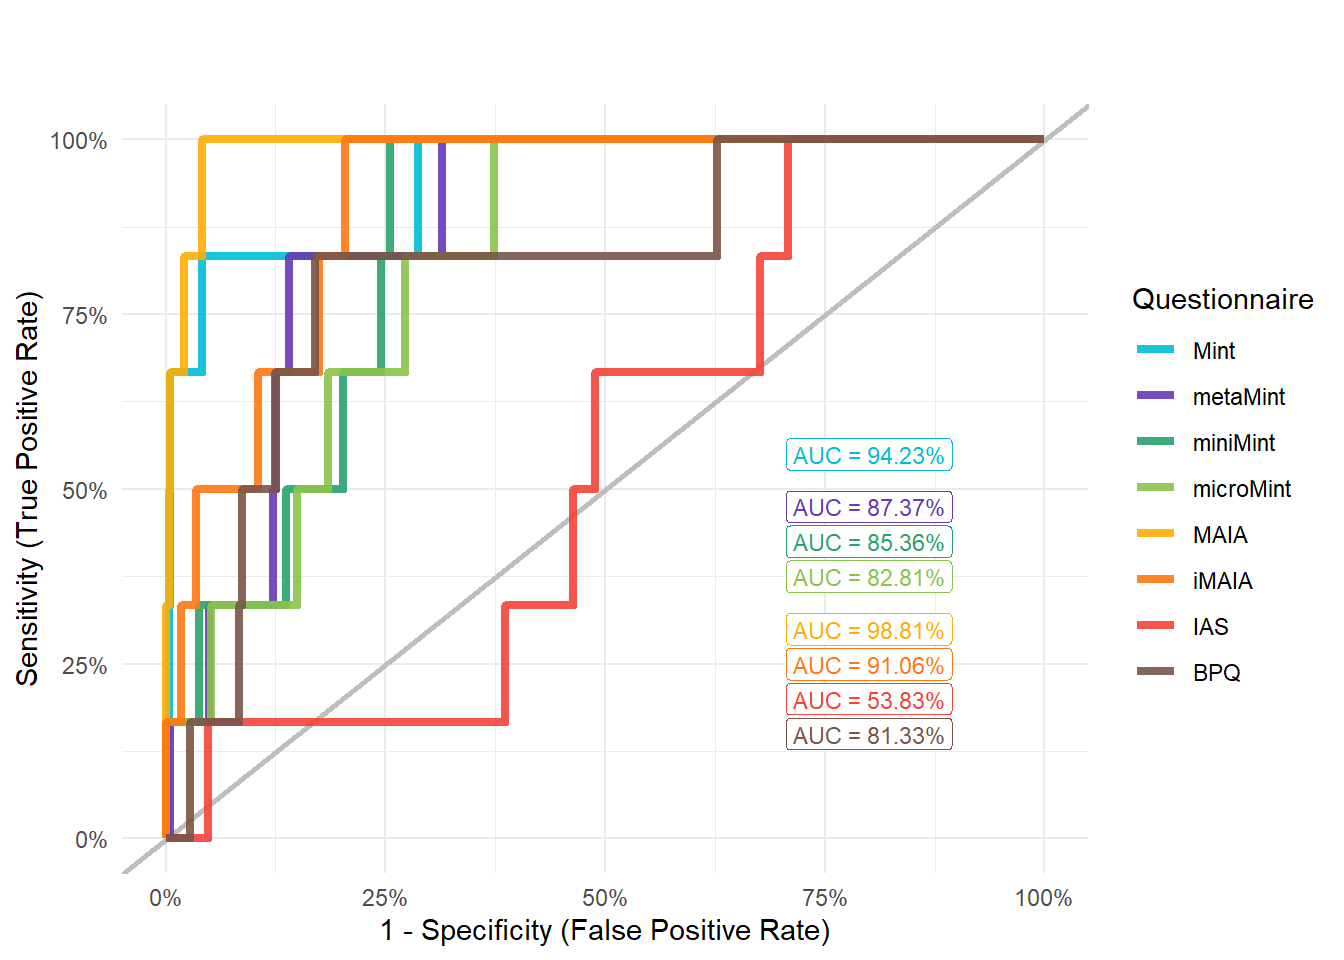 100%
75%
50%
25%
0%
Sensitivity (True Positive Rate)
AUC = 94.23%
AUC = 87.37%
AUC = 85.36%
AUC = 82.81%
AUC = 98.81%
AUC = 91.06%
AUC = 53.83%
AUC = 81.33%
0% 25% 50% 75% 100%
1 - Specificity (False Positive Rate)
Questionnaire
Mint
metaMint
miniMint
microMint
MAIA
iMAIA
IAS
BPQ